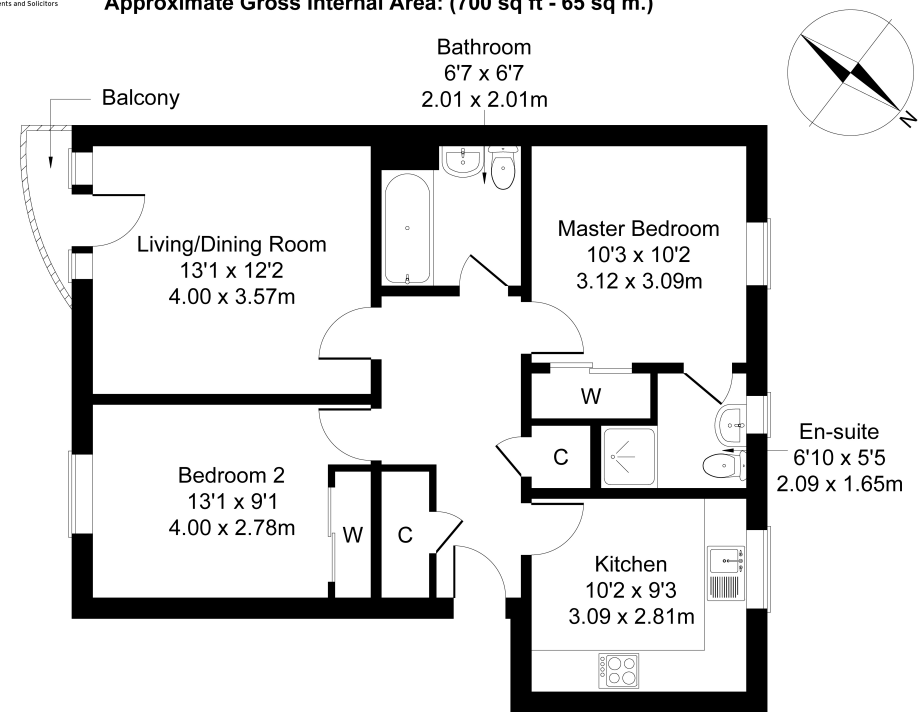 ents and Solicitors
Approximate Gross Internal Area: (700 sq ft - 65 sq m.)
Bathroom
6'7 x 6'7
2.01 x 2.01m
Balcony
N
Living/Dining Room
13'1 x 12'2
4.00 x 3.57m
Master Bedroom
10'3 x 10'2
3.12 x 3.09m
W
C
En-suite
6'10 x 5'5
2.09 x 1.65m
Bedroom 2
13'1 x 9'1
4.00 x 2.78m
W
C
Kitchen
10'2 x 9'3
3.09 x 2.81m